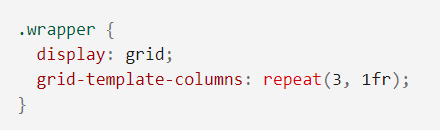 .wrapper {
  display: grid;
  grid-template-columns: repeat(3, 1fr);
}